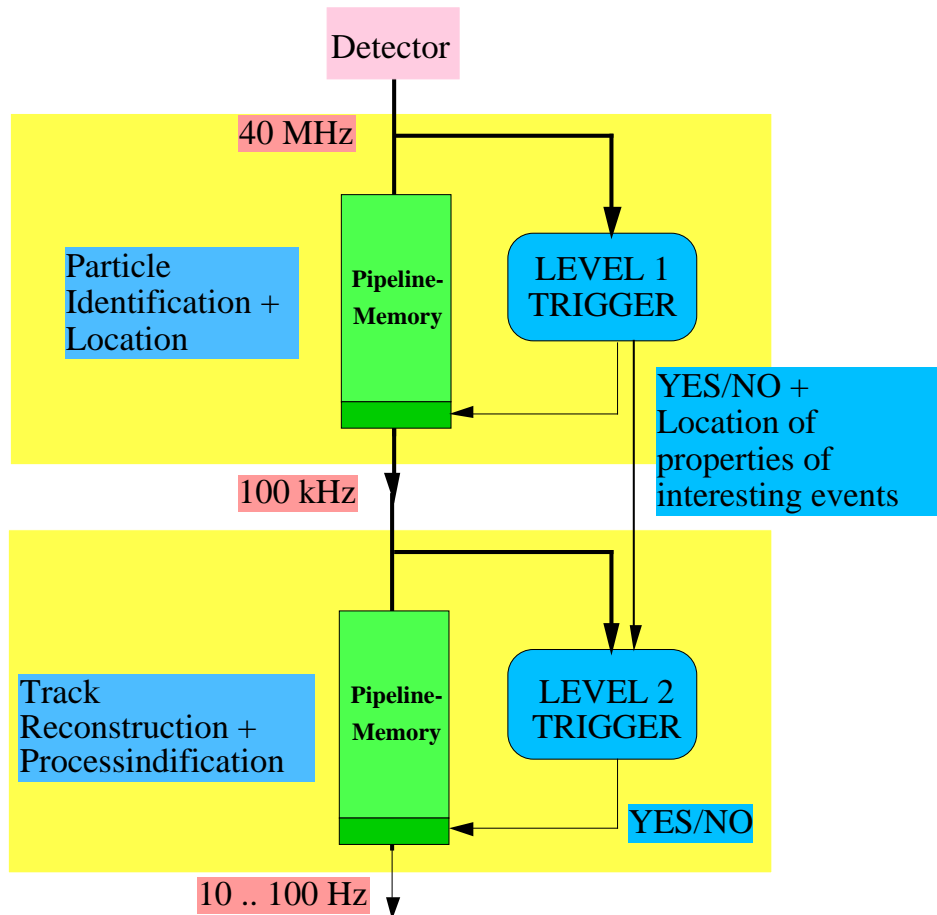 Detector
40 MHz
Particle
Identification +
Location
Pipeline-
Memory
LEVEL 1
TRIGGER
YES/NO +
Location of
properties of
interesting events
100 kHz
Track
Reconstruction +
Processindification
Pipeline-
Memory
LEVEL 2
TRIGGER
YES/NO
10 .. 100 Hz